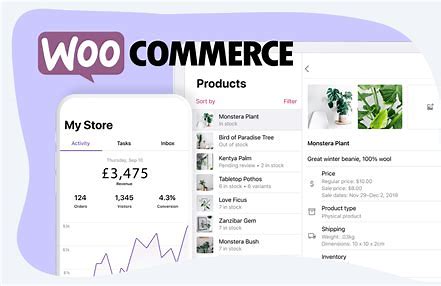 WOO COMMERCE
My Store
Activity Tasks Inbox
Thursday, Sep 10
£3,475
Revenue
124 1,345 4.3%
Orders Visitors Conversion
Products
Sort by Filter
Monstera Plant
In stock
Bird of Paradise Tree
Out of stock
Kentya Palm
Pending review • 2 in stock
Tabletop Pothos
In stock • 6 variants
Love Ficus
7 in stock
Zanzibar Gem
7 in stock
Monstera Bush
7 in stock
Monstera Plant
Great winter beanie, 100% wool
Price
Regular price: $10.00
Sale price: $8.00
Sale dates: Nov 29-Dec 2, 2019
Product type
Physical product
Shipping
Weight: .03kg
Dimensions: 10 x 10 x 2cm
Inventory